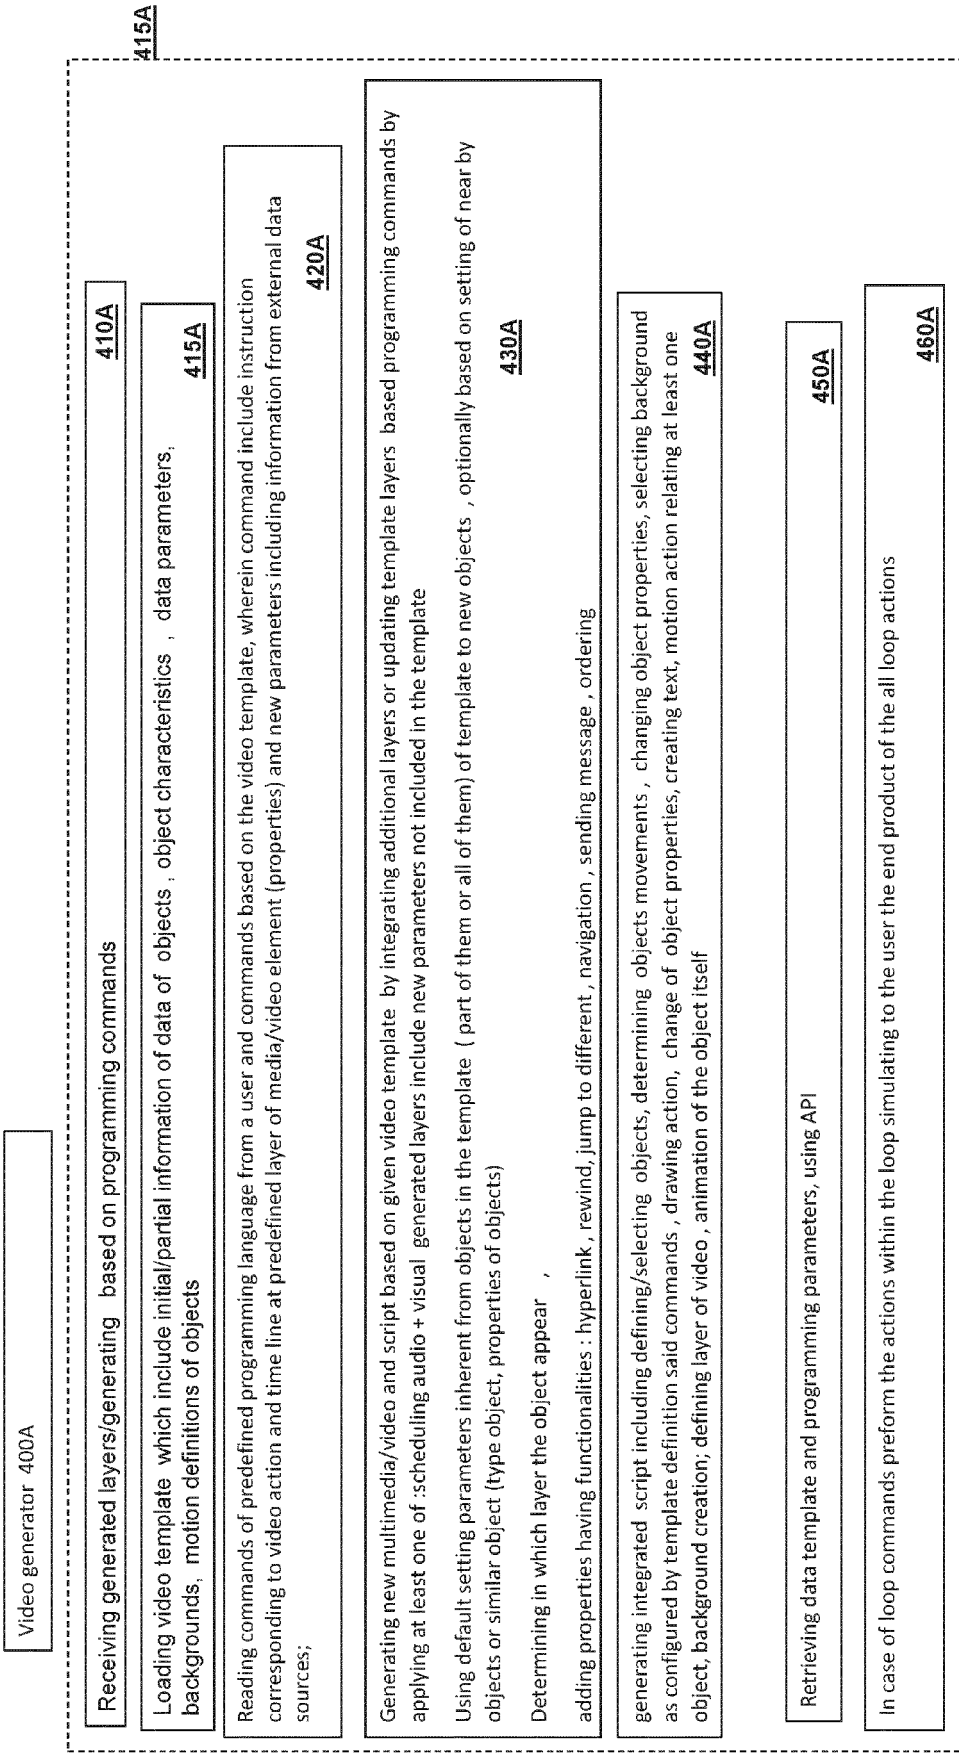 Video generator 400A
415A
Receiving generated layers/generating based on programming commands
410A
Loading video template which include initial/partial information of data of objects , object characteristics , data parameters,
backgrounds, motion definitions of objects
415A
Reading commands of predefined programming language from a user and commands based on the video template, wherein command include instruction
corresponding to video action and time line at predefined layer of media/video element (properties) and new parameters including information from external data
sources;
420A
Generating new multimedia/video and script based on given video template by integrating additional layers or updating template layers based programming commands by
applying at least one of :scheduling audio + visual generated layers include new parameters not included in the template
Using default setting parameters inherent from objects in the template ( part of them or all of them) of template to new objects , optionally based on setting of near by
objects or similar object (type object, properties of objects)
430A
Determining in which layer the object appear ,
adding properties having functionalities : hyperlink , rewind, jump to different , navigation , sending message , ordering
generating integrated script including defining/selecting objects, determining objects movements , changing object properties, selecting background
as configured by template definition said commands , drawing action, change of object properties, creating text, motion action relating at least one
object, background creation; defining layer of video , animation of the object itself
440A
Retrieving data template and programming parameters, using API
450A
In case of loop commands preform the actions within the loop simulating to the user the end product of the all loop actions
460A